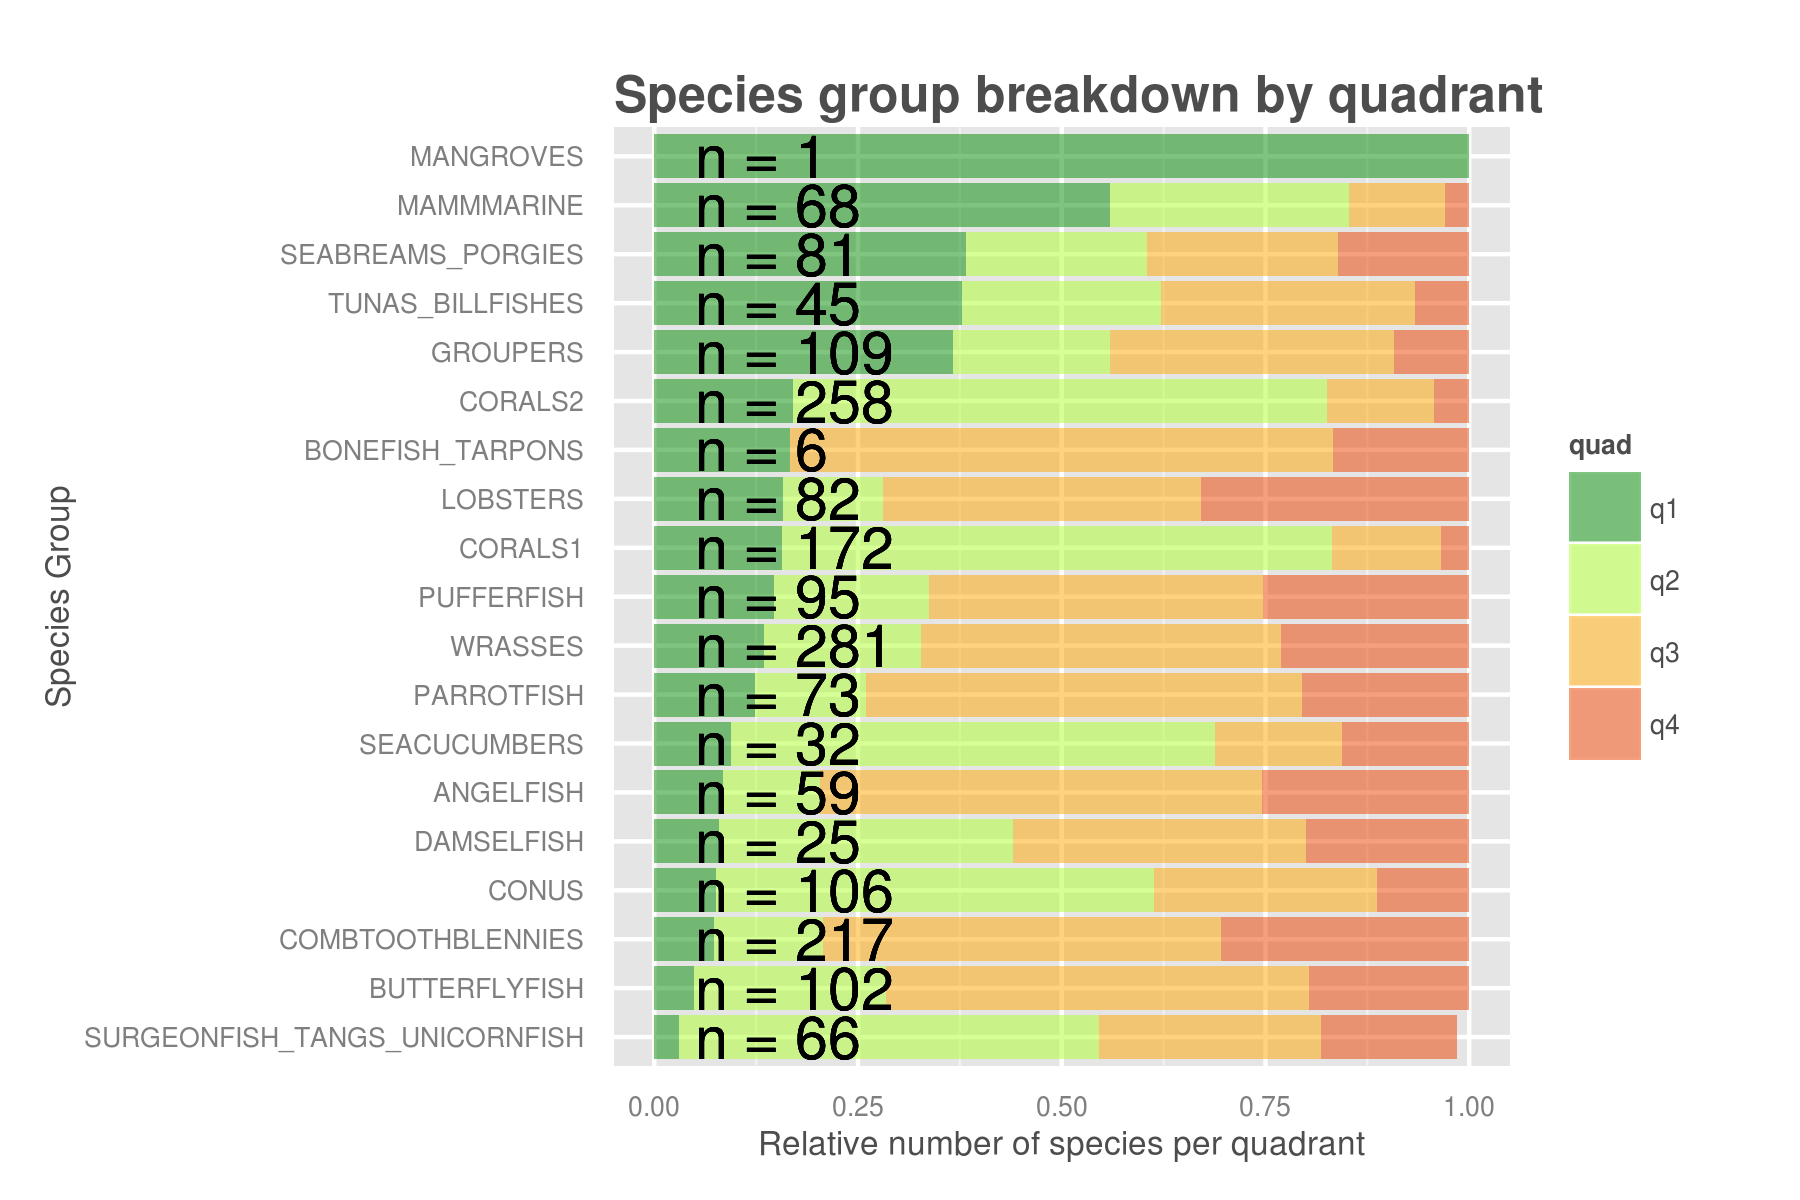 Species group breakdown by quadrant
Species Group
MANGROVES n = 1
MAMMMARINE n = 68
SEABREAMS_PORGIES n = 81
TUNAS_BILLFISHES n = 45
GROUPERS n = 109
CORALS2 n = 258
BONEFISH_TARPONS n = 6
LOBSTERS n = 82
CORALS1 n = 172
PUFFERFISH n = 95
WRASSES n = 281
PARROTFISH n = 73
SEACUCUMBERS n = 32
ANGELFISH n = 59
DAMSELFISH n = 25
CONUS n = 106
COMBTOOTHBLENNIES n = 217
BUTTERFLYFISH n = 102
SURGEONFISH_TANGS_UNICORNFISH n = 66
0.00 0.25 0.50 0.75 1.00
Relative number of species per quadrant
quad
q1
q2
q3
q4